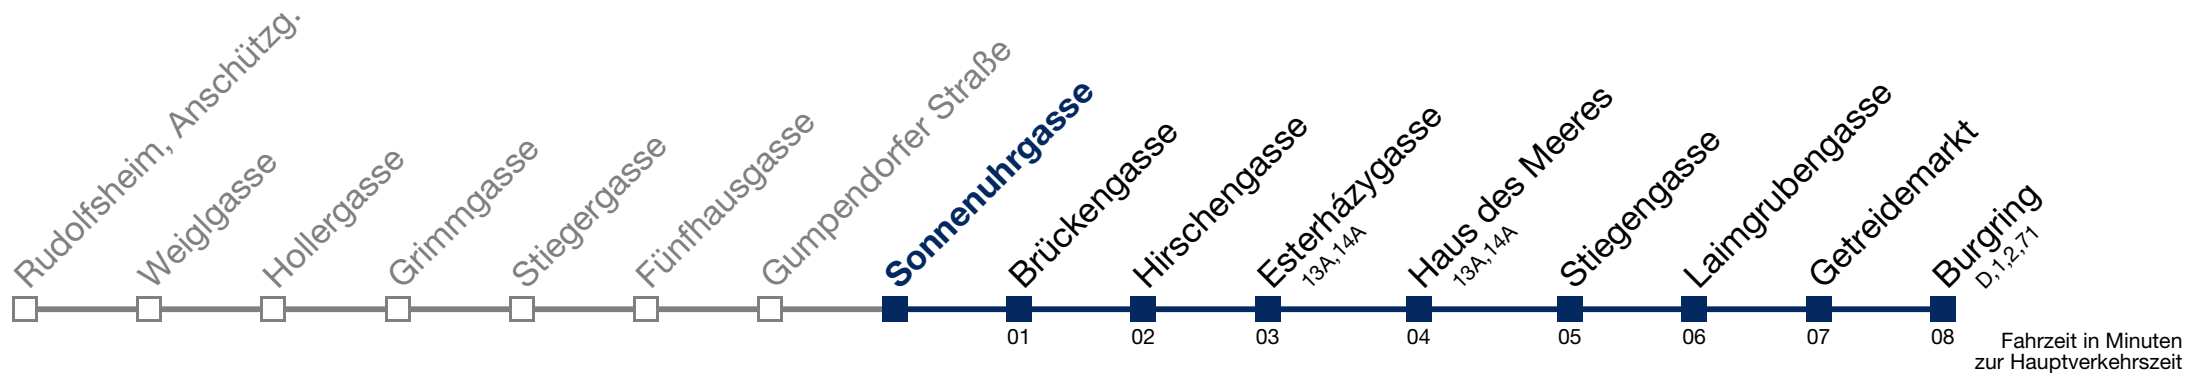 Rudolfsheim, Anschützg.
Weiglgasse
Hollergasse
Grimmgasse
Stiegergasse
Fünfhausgasse
Gumpendorfer Straße
Sonnenuhrgasse
Brückengasse
Hirschengasse
Esterházygasse
13A,14A
Haus des Meeres
13A,14A
Stiegengasse
Laimgrubengasse
Getreidemarkt
Burgring
D,1,2,71
01
02
03
04
05
06
07
08
Fahrzeit in Minuten
zur Hauptverkehrszeit